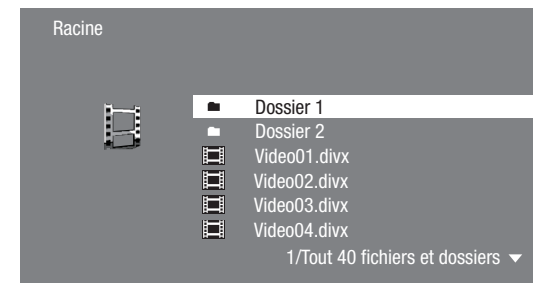 Racine
Dossier 1
Dossier 2
Video01.divx
Video02.divx
Video03.divx
Video04.divx
1/Tout 40 fichiers et dossiers ▼